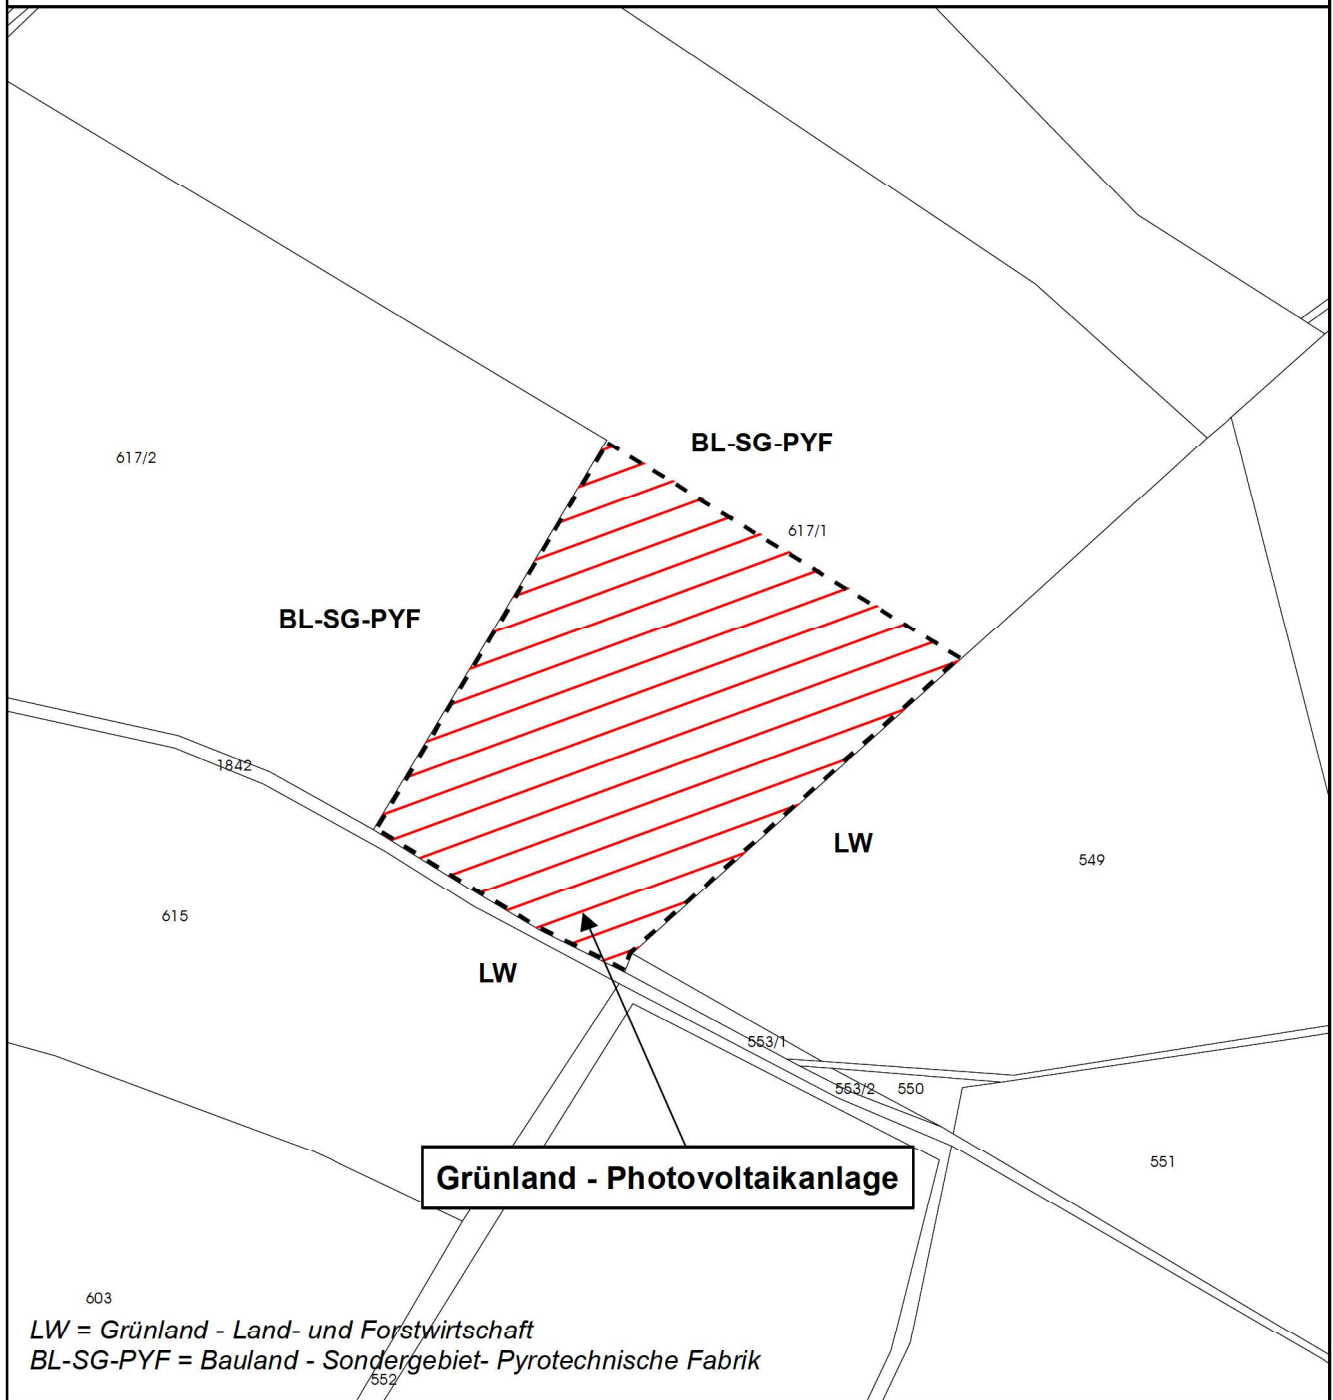 BL-SG-PYF
617/2
617/1
BL-SG-PYF
1842
LW
549
615
LW
553/1
553/2
550
551
Grünland - Photovoltaikanlage
603
LW = Grünland - Land- und Forstwirtschaft
BL-SG-PYF = Bauland - Sondergebiet- Pyrotechnische Fabrik
552